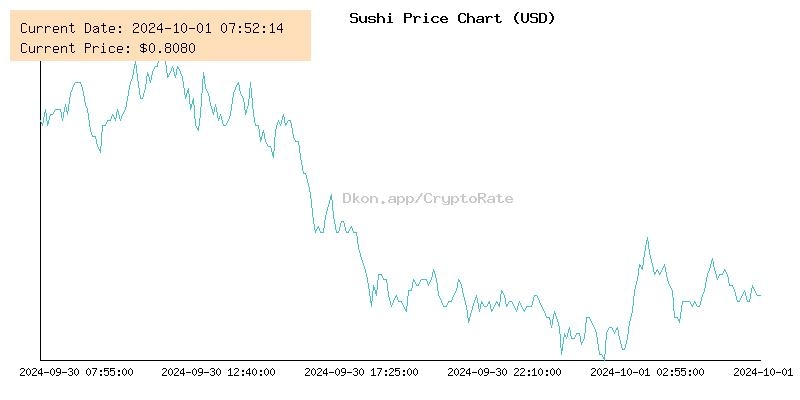 Sushi Price Chart (USD)
Current Date: 2024-10-01 07:52:14
Current Price: $0.8080
Dkon.app/CryptoRate
2024-09-30 07:55:00 2024-09-30 12:40:00 2024-09-30 17:25:00 2024-09-30 22:10:00 2024-10-01 02:55:00 2024-10-01